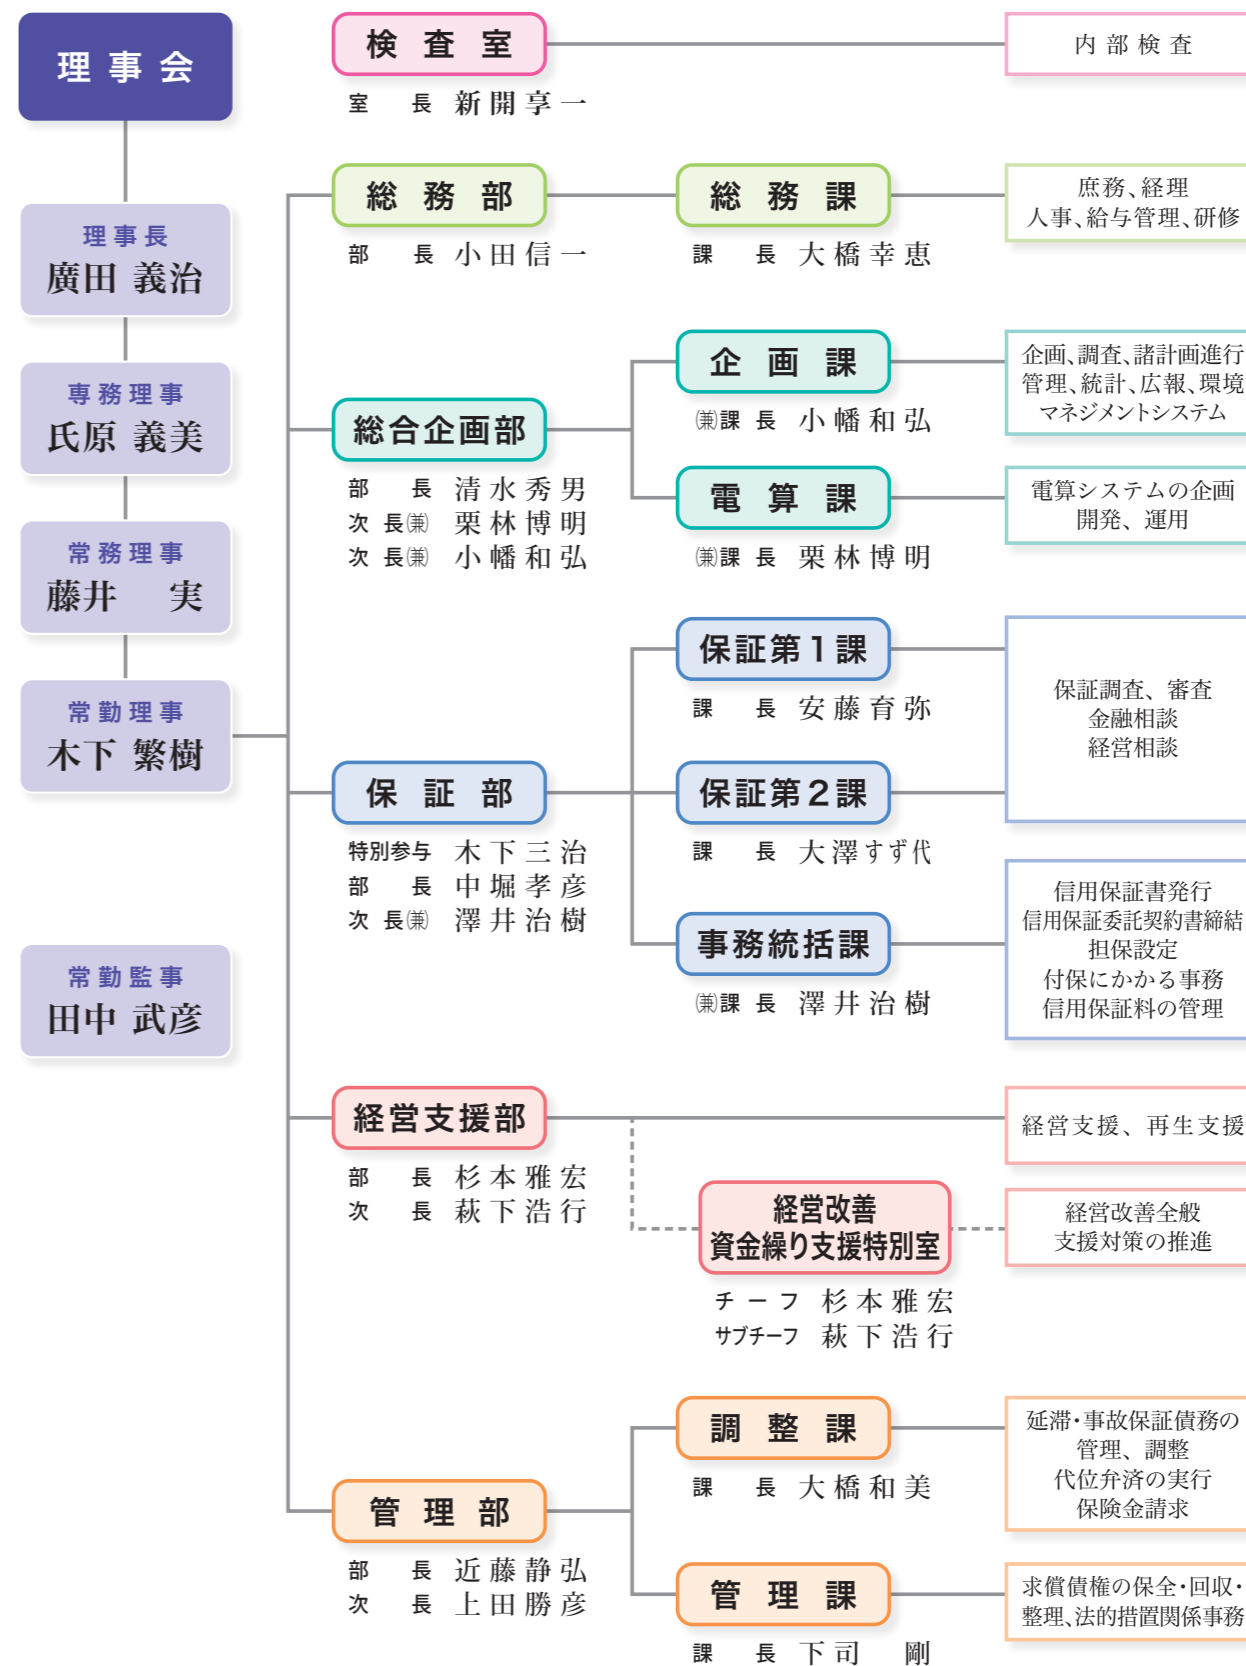 理事会
理事長
廣田 義治
専務理事
氏原 義美
常務理事
藤井 実
常勤理事
木下 繁樹
常勤監事
田中 武彦
検査室
室長 新開享一
内部検査
総務部
部長 小田信一
総務課
課長 大橋幸恵
庶務、経理
人事、給与管理、研修
総合企画部
部長 清水秀男
次長㈱ 栗林博明
次長㈱ 小幡和弘
企画課
(兼)課長 小幡和弘
企画、調査、諸計画進行
管理、統計、広報、環境
マネジメントシステム
電算課
(兼)課長 栗林博明
電算システムの企画
開発、運用
保証部
特別参与 木下三治
部長 中堀孝彦
次長(兼) 澤井治樹
保証第1課
課長 安藤育弥
保証第2課
課長 大澤すず代
保証調査、審査
金融相談
経営相談
事務統括課
(兼)課長 澤井治樹
信用保証書発行
信用保証委託契約書締結
担保設定
付保にかかる事務
信用保証料の管理
経営支援部
部長 杉本雅宏
次長 萩下浩行
経営支援、再生支援
経営改善
資金繰り支援特別室
チーフ 杉本雅宏
サブチーフ 萩下浩行
経営改善全般
支援対策の推進
管理部
部長 近藤静弘
次長 上田勝彦
調整課
課長 大橋和美
延滞・事故保証債務の
管理、調整
代位弁済の実行
保険金請求
管理課
課長 下司 剛
求償債権の保全・回収・
整理、法的措置関係事務